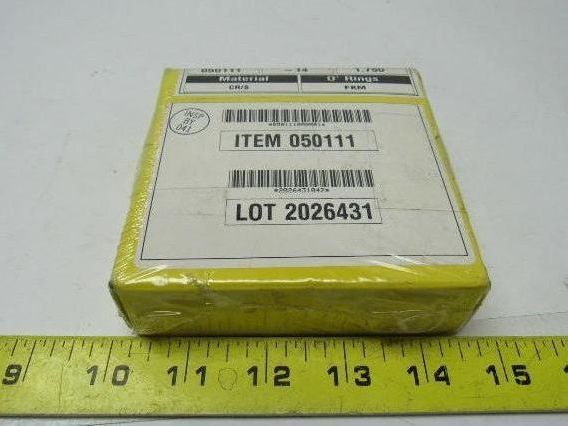 050111 -14 1.750
Material O' Rings
CR/S FKM
INSP
BY
041
ITEM 050111
*2026431042*
LOT 2026431
9 10 11 12 13 14 15